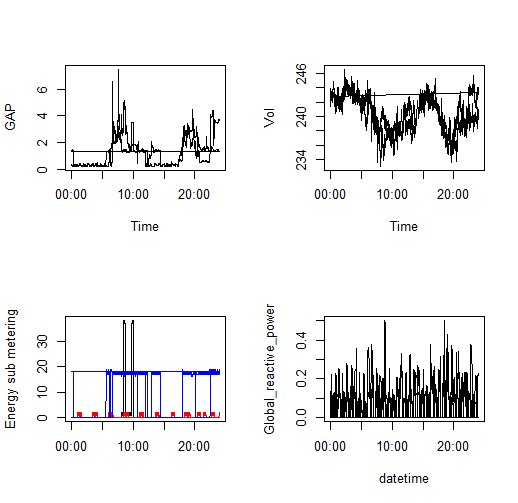 GAP
0 2 4 6
00:00 10:00 20:00
Time
Vol
234 240 246
00:00 10:00 20:00
Time
Energy sub metering
0 10 20 30
00:00 10:00 20:00
Global_reactive_power
0.0 0.2 0.4
00:00 10:00 20:00
datetime